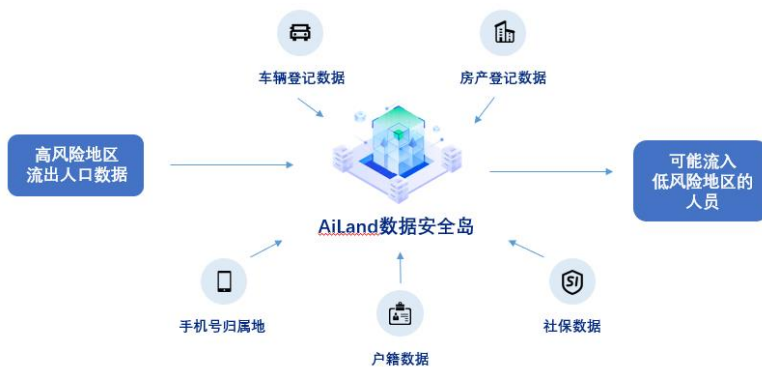 车辆登记数据
房产登记数据
高风险地区
流出人口数据
可能流入
低风险地区的
人员
AiLand数据安全岛
手机号归属地
SI
社保数据
户籍数据